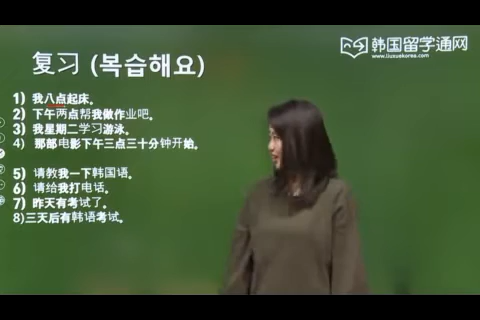 韩国留学通网
www.liuxuekorea.com
复习 (복습해요)
1) 我八点起床。
2) 下午两点帮我做作业吧。
3) 我星期二学习游泳。
4) 那部电影下午三点三十分钟开始。
5) 请教我一下韩国语。
6) 请给我打电话。
7) 昨天有考试了。
8)三天后有韩语考试。